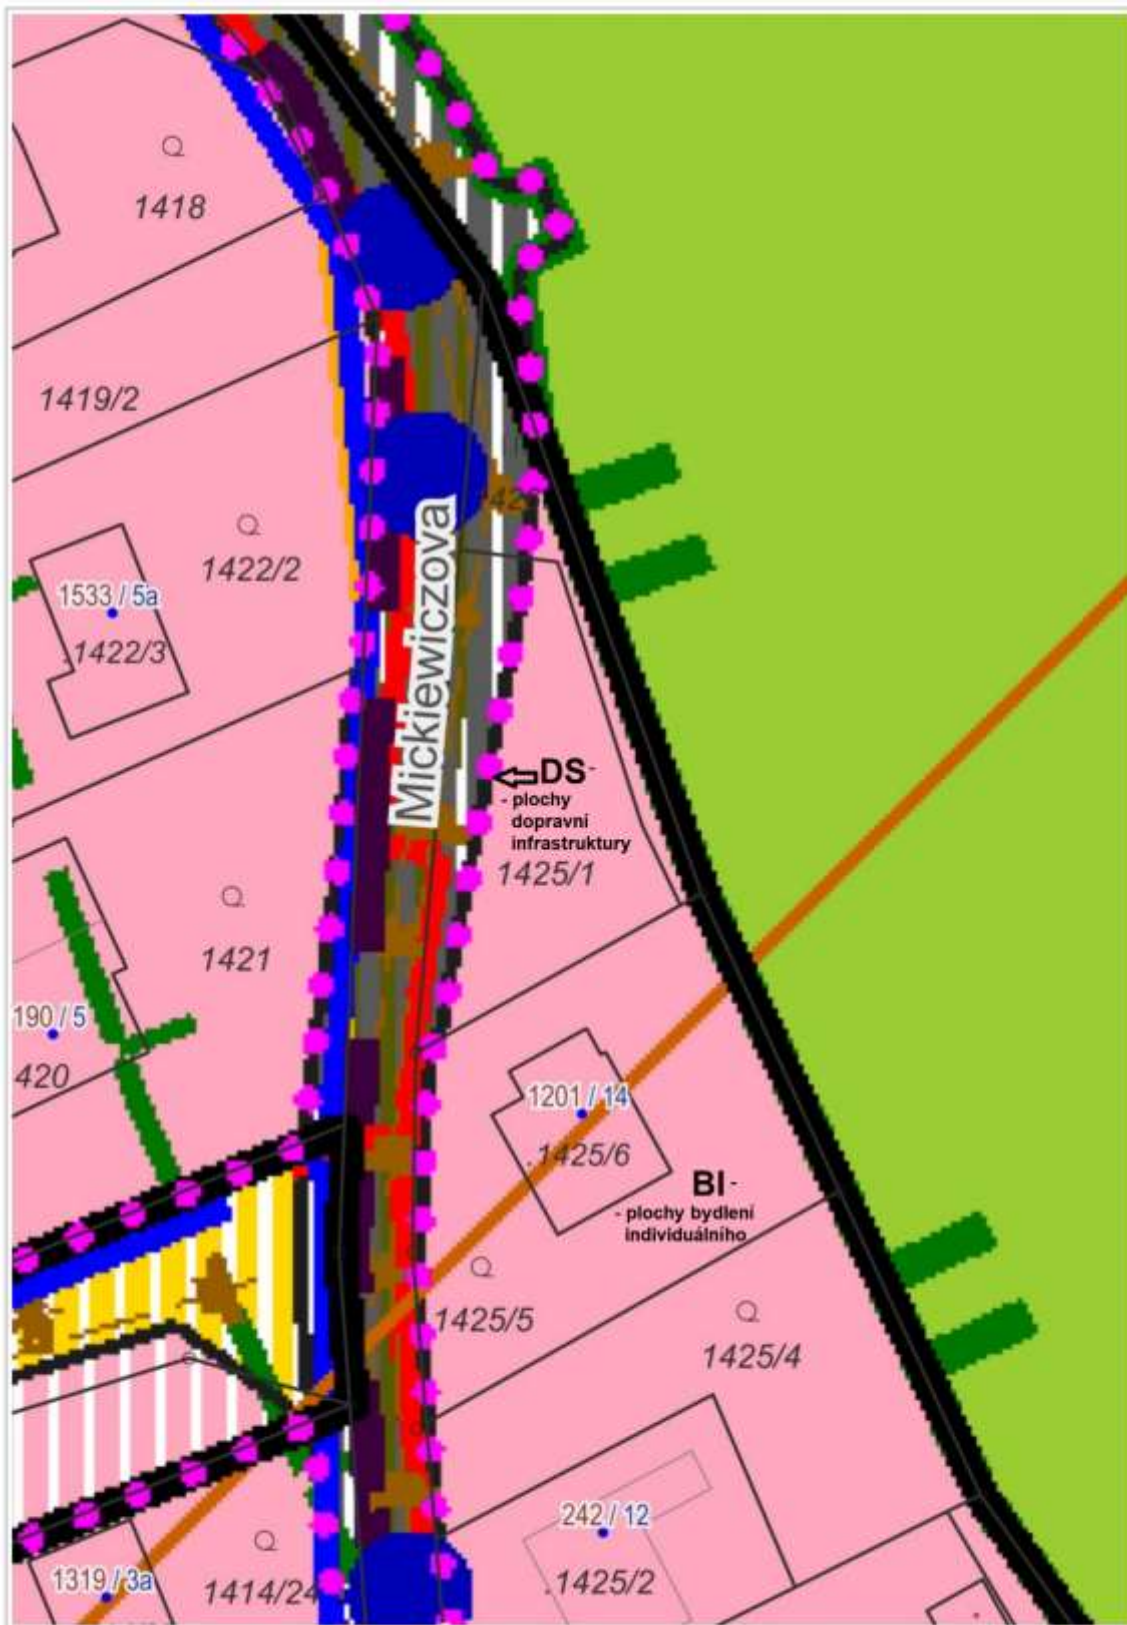 1418
1419/2
1422/2
1533 / 5a
.1422/3
Mickiewiczova
DS-
- plochy
dopravní
infrastruktury
1425/1
1421
190 / 5
420
1201 / 14
.1425/6
BI-
- plochy bydlení
individuálního
1425/5
1425/4
242 / 12
.1425/2
1319 / 3a
1414/24